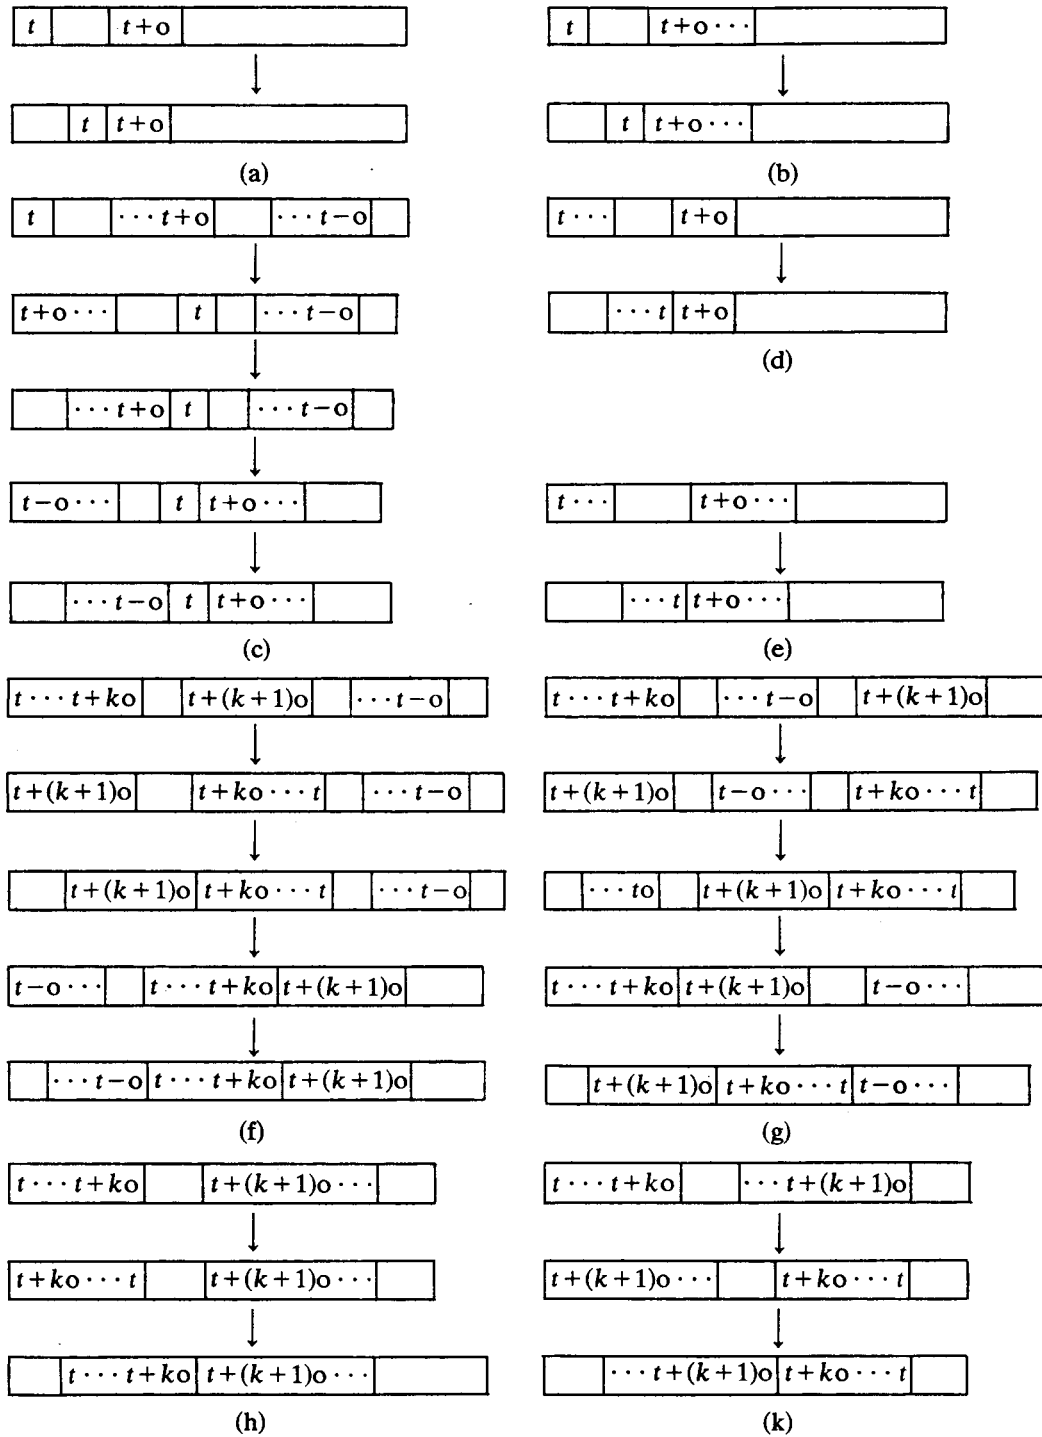 t t+o
t t+o
(a)
t t+o ···
t t+o ···
(b)
t ··· t+o ··· t−o
t+o ··· t ··· t−o
··· t+o t ··· t−o
t−o ··· t t+o ···
··· t−o t t+o ···
(c)
t ··· t+o
··· t t+o
(d)
t ··· t+o ···
··· t t+o ···
(e)
t ··· t+ko t+(k+1)o ··· t−o
t+(k+1)o t+ko ··· t ··· t−o
t+(k+1)o t+ko ··· t ··· t−o
t−o ··· t ··· t+ko t+(k+1)o
··· t−o t ··· t+ko t+(k+1)o
(f)
t ··· t+ko ··· t−o t+(k+1)o
t+(k+1)o t−o ··· t+ko ··· t
··· to t+(k+1)o t+ko ··· t
t ··· t+ko t+(k+1)o t−o ···
t+(k+1)o t+ko ··· t t−o ···
(g)
t ··· t+ko t+(k+1)o ···
t+ko ··· t t+(k+1)o ···
t ··· t+ko t+(k+1)o ···
(h)
t ··· t+ko ··· t+(k+1)o
t+(k+1)o ··· t+ko ··· t
··· t+(k+1)o t+ko ··· t
(k)